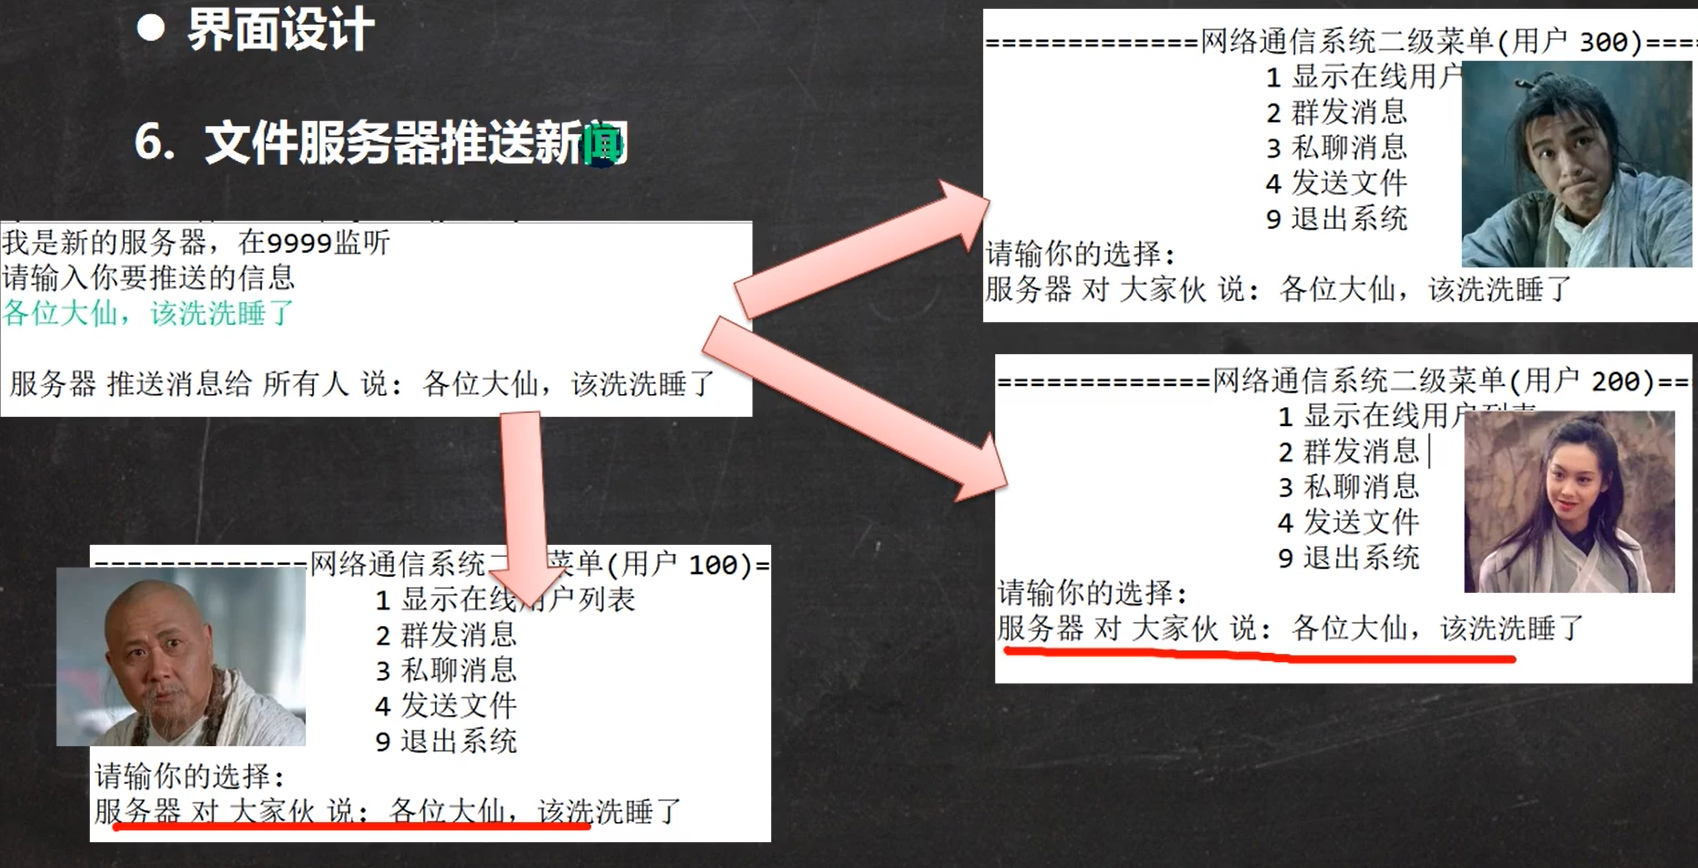 ● 界面设计
6. 文件服务器推送新闻
我是新的服务器，在9999监听
请输入你要推送的信息
各位大仙，该洗洗睡了
服务器 推送消息给 所有人 说：各位大仙，该洗洗睡了
=============网络通信系统二级菜单(用户 300)====
1 显示在线用户
2 群发消息
3 私聊消息
4 发送文件
9 退出系统
请输你的选择：
服务器 对 大家伙 说：各位大仙，该洗洗睡了
=============网络通信系统二级菜单(用户 200)==
1 显示在线用户列表
2 群发消息
3 私聊消息
4 发送文件
9 退出系统
请输你的选择：
服务器 对 大家伙 说：各位大仙，该洗洗睡了
=============网络通信系统二 菜单(用户 100)=
1 显示在线用户列表
2 群发消息
3 私聊消息
4 发送文件
9 退出系统
请输你的选择：
服务器 对 大家伙 说：各位大仙，该洗洗睡了